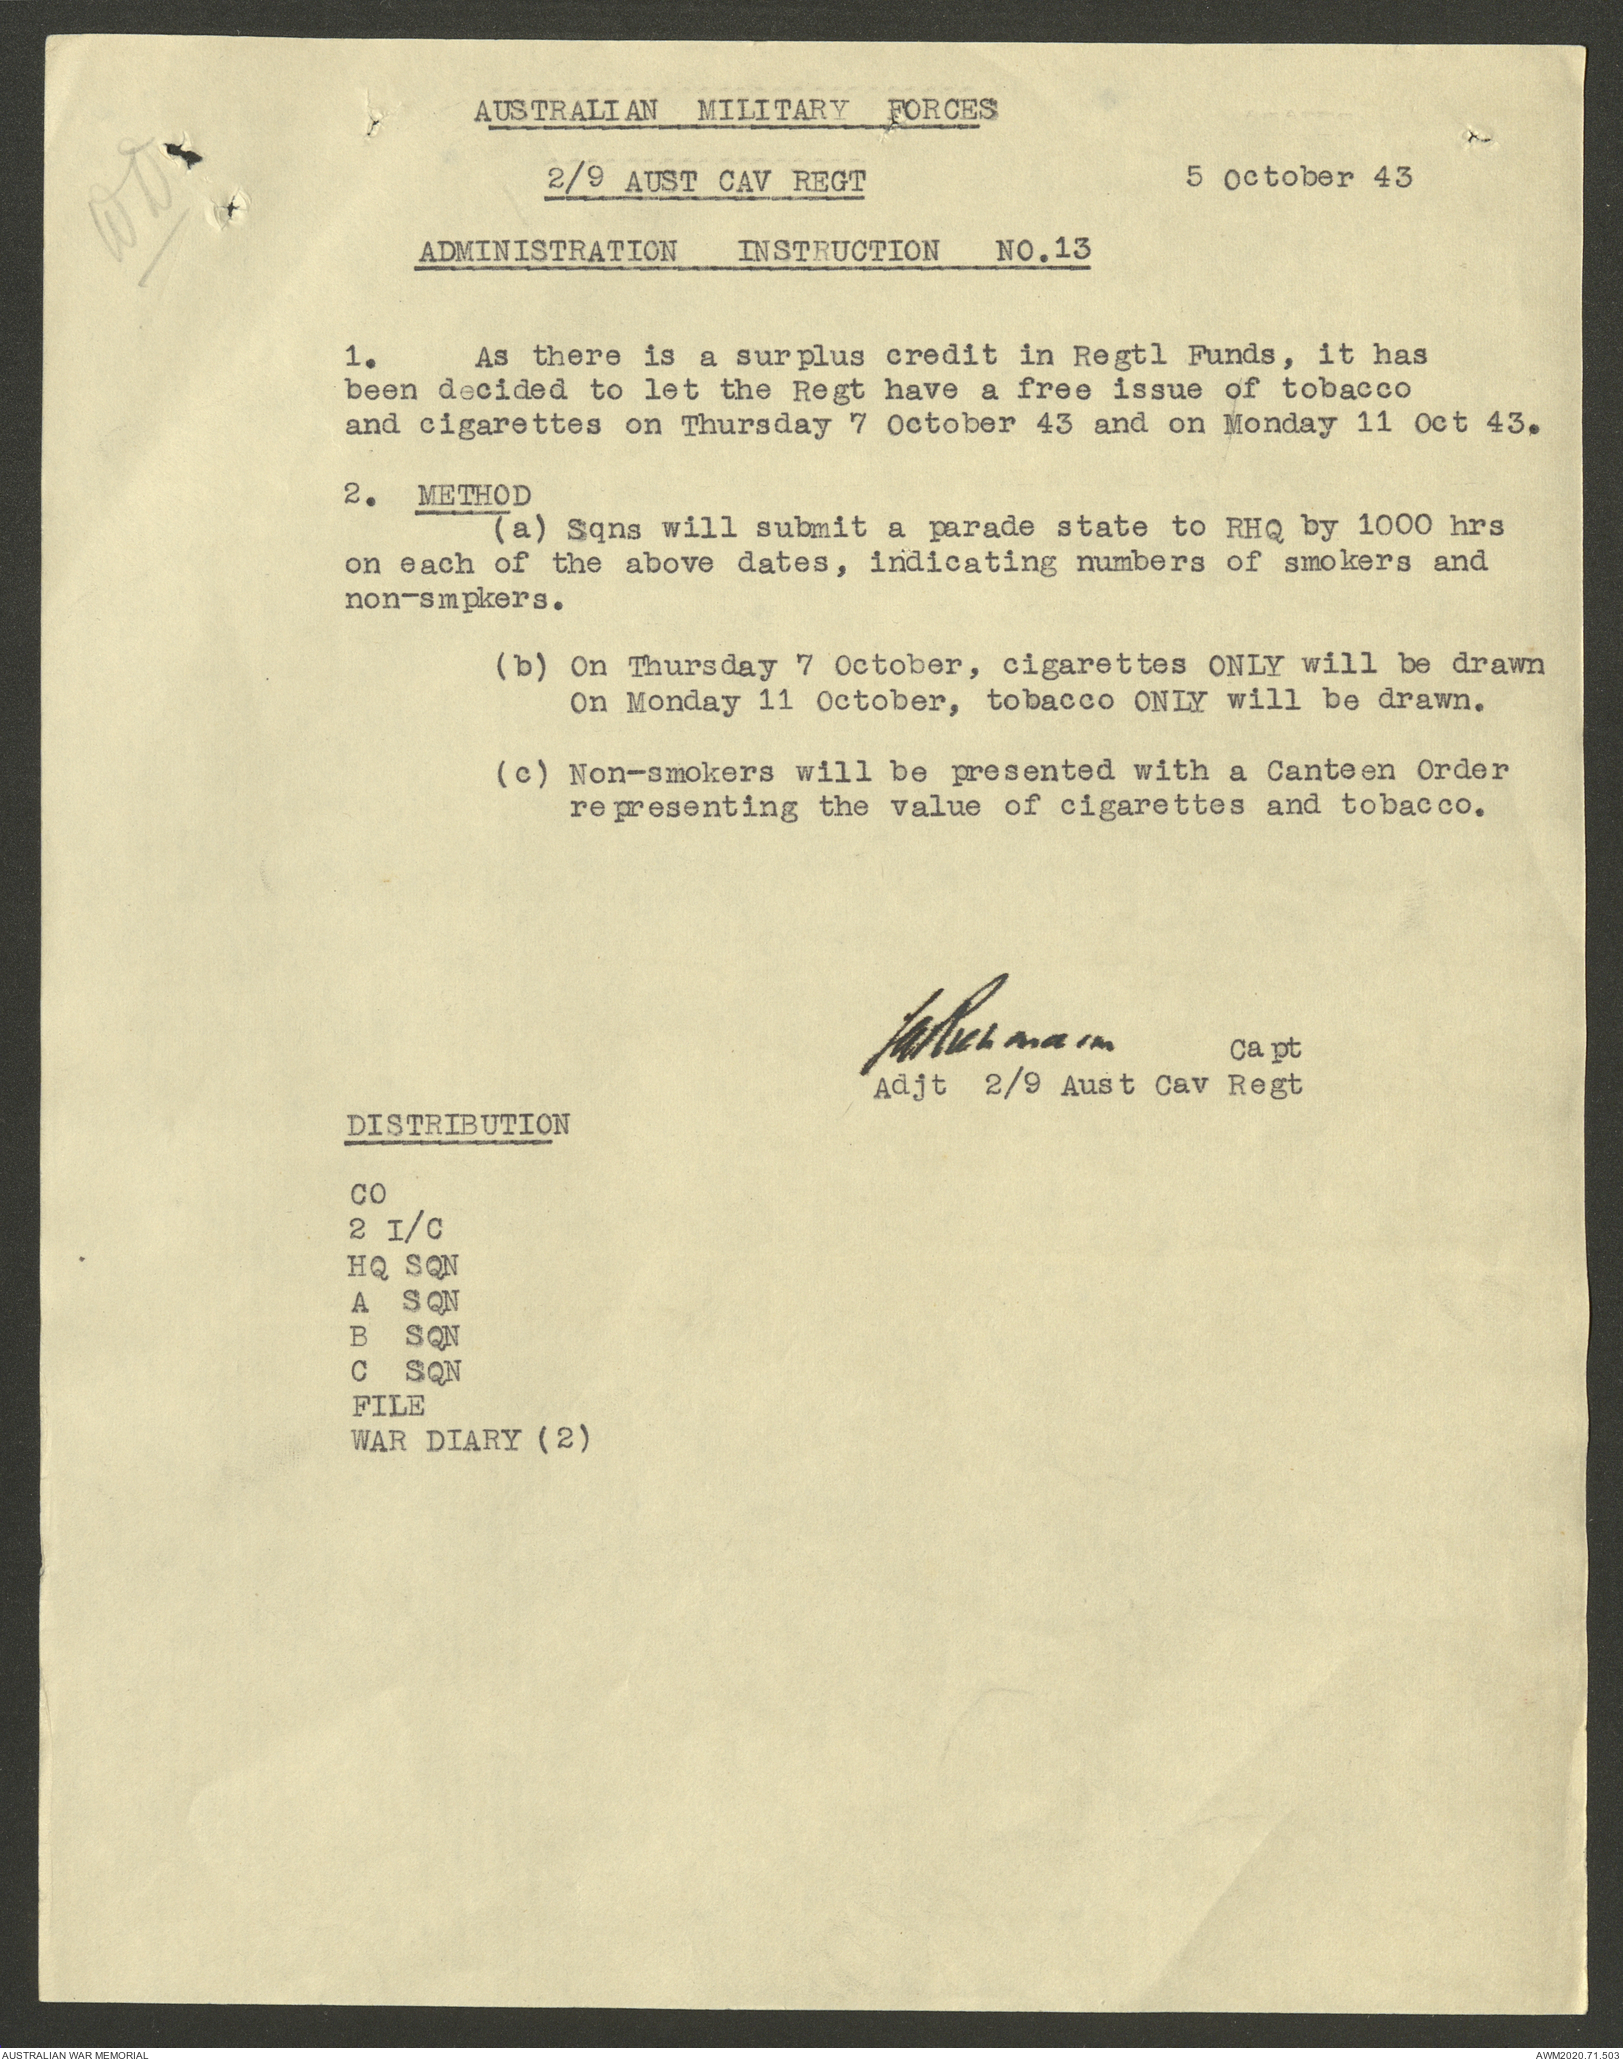 WD
AUSTRALIAN MILITARY FORCES
2/9 AUST CAV REGT 5 October 43
ADMINISTRATION INSTRUCTION NO.13
1. As there is a surplus credit in Regtl Funds, it has
been decided to let the Regt have a free issue of tobacco
and cigarettes on Thursday 7 October 43 and on Monday 11 Oct 43.
2. METHOD
(a) Sqns will submit a parade state to RHQ by 1000 hrs
on each of the above dates, indicating numbers of smokers and
non-smpkers.
(b) On Thursday 7 October, cigarettes ONLY will be drawn
On Monday 11 October, tobacco ONLY will be drawn.
(c) Non-smokers will be presented with a Canteen Order
representing the value of cigarettes and tobacco.
Capt
Adjt 2/9 Aust Cav Regt
DISTRIBUTION
CO
2 I/C
HQ SQN
A SQN
B SQN
C SQN
FILE
WAR DIARY (2)
AUSTRALIAN WAR MEMORIAL AWM2020.71.503